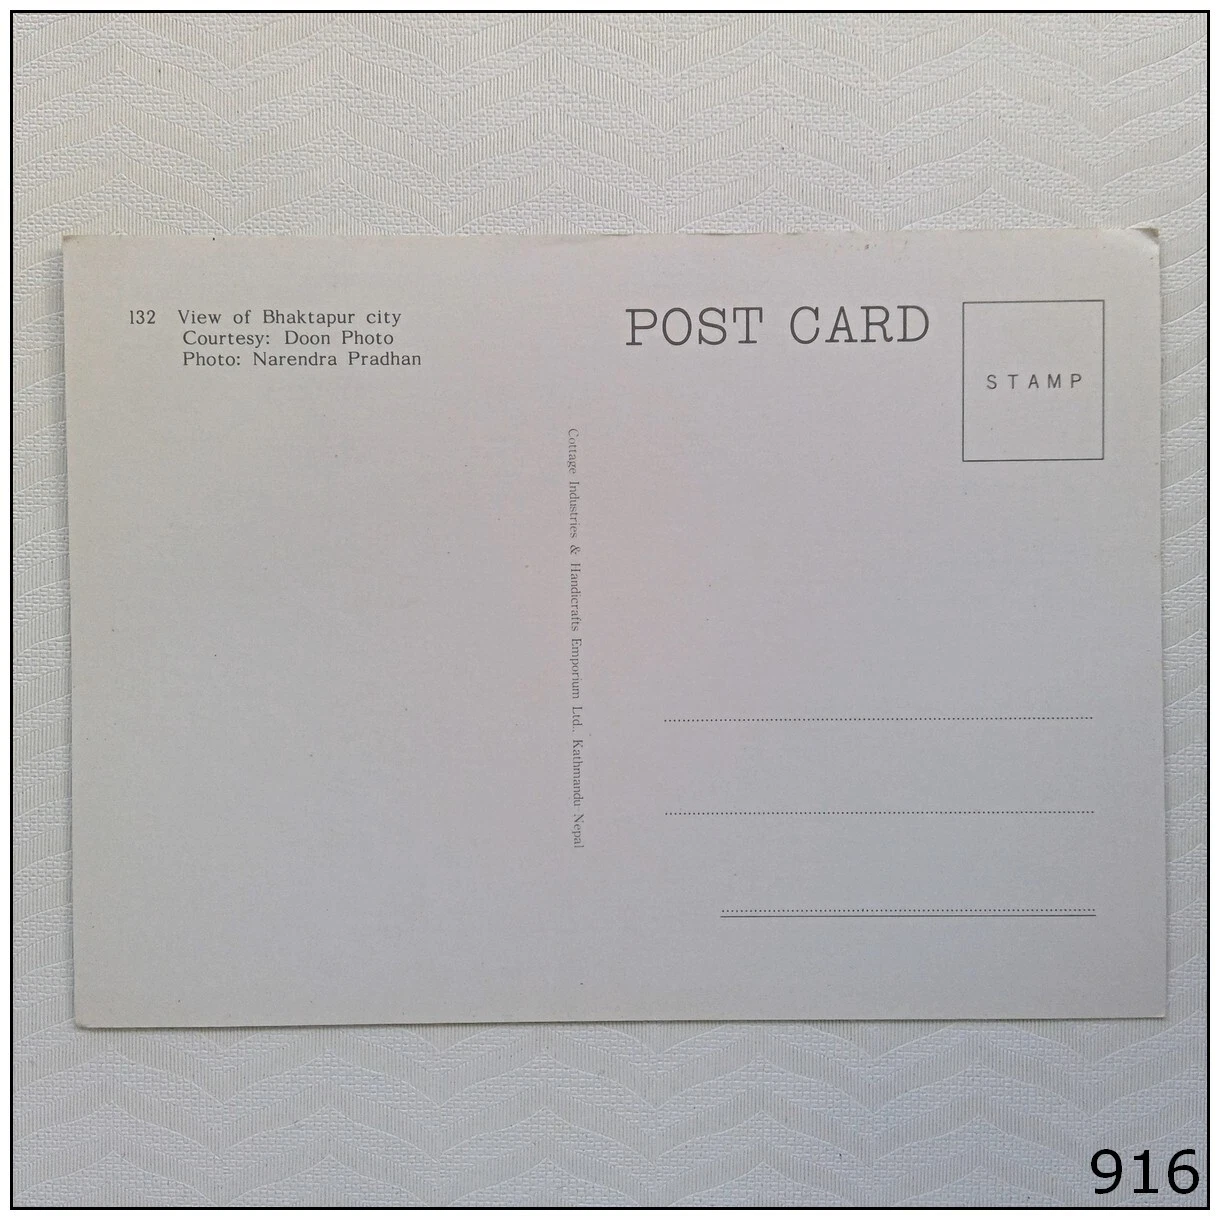 132 View of Bhaktapur city
Courtesy: Doon Photo
Photo: Narendra Pradhan
POST CARD
STAMP
Cottage Industries & Handicrafts Emporium Ltd., Kathmandu Nepal
916